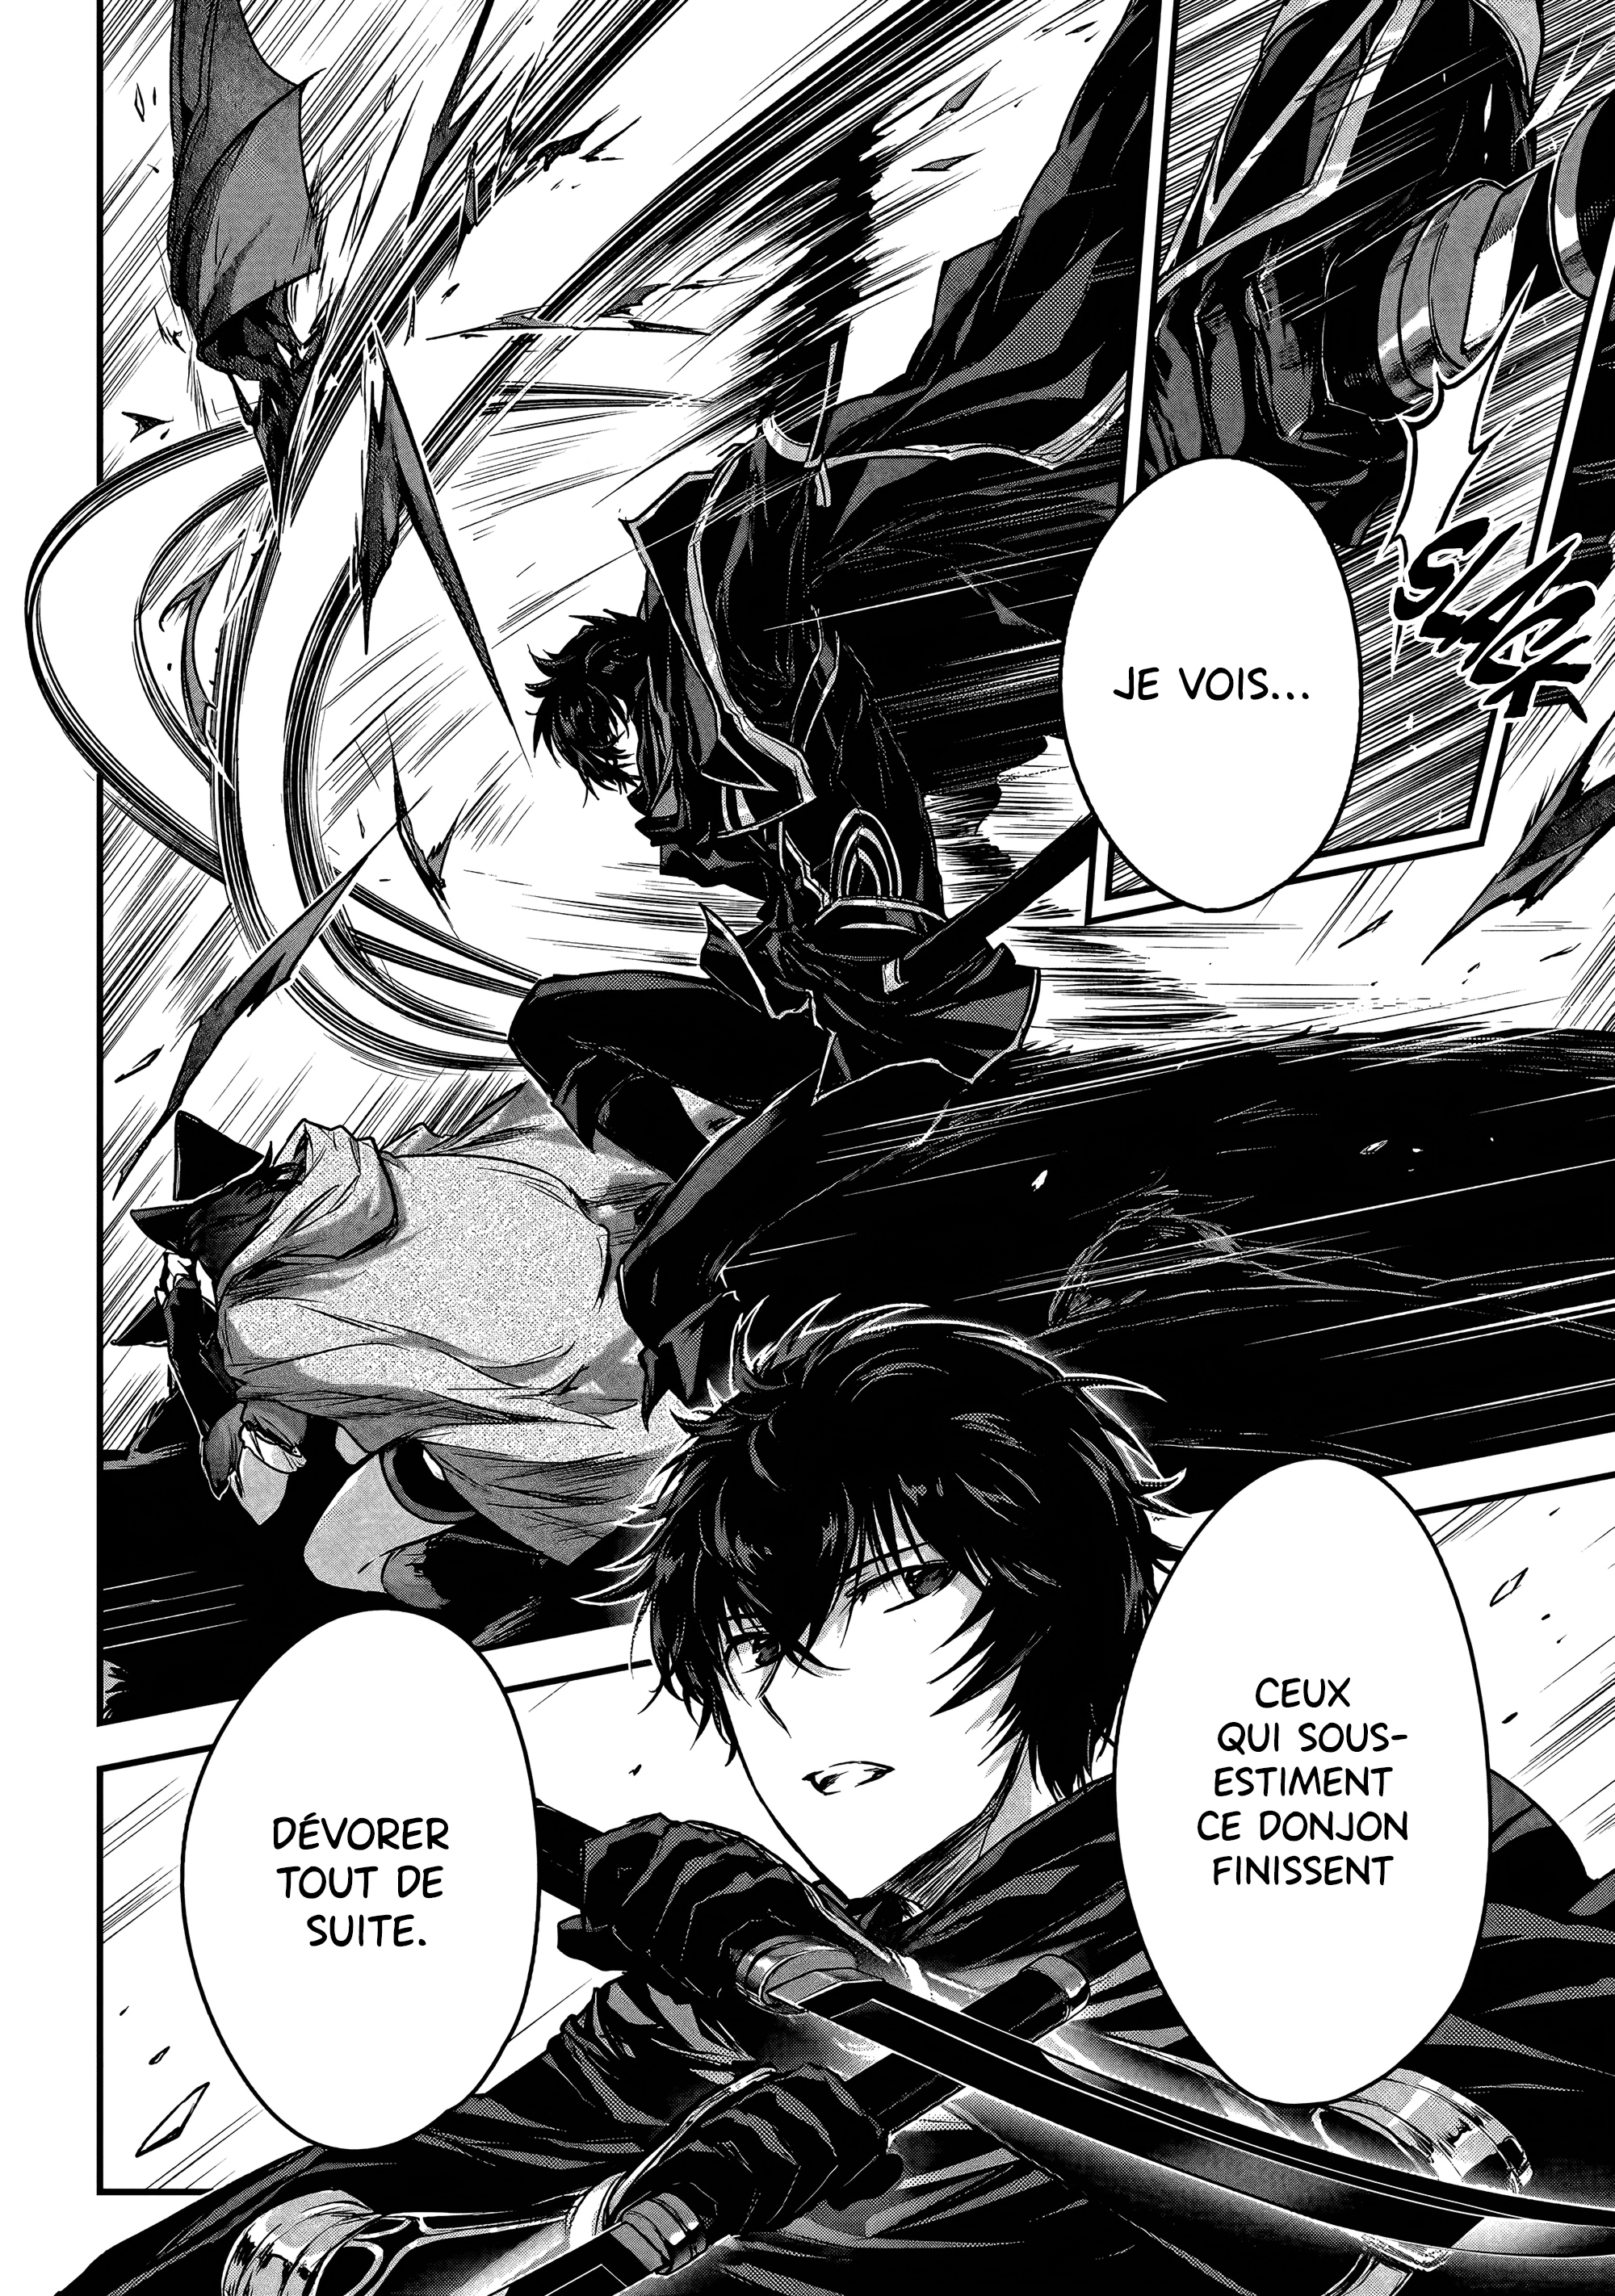 SLASH
JE VOIS...
CEUX
QUI SOUS-
ESTIMENT
CE DONJON
FINISSENT
DÉVORER
TOUT DE
SUITE.